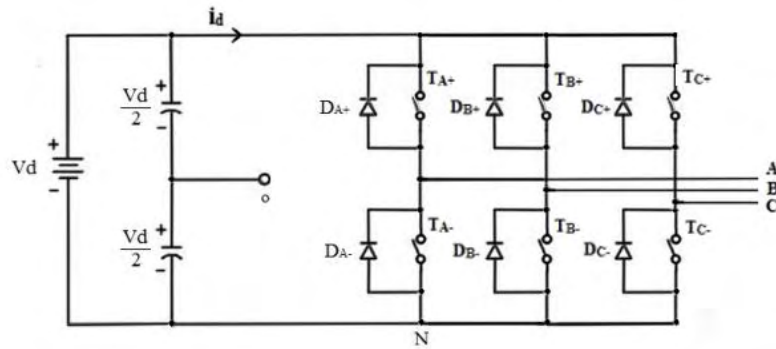 id
+
Vd
2
−
+
Vd
−
o
+
Vd
2
−
DA+
TA+
DB+
TB+
DC+
TC+
A
B
C
DA-
TA-
DB-
TB-
DC-
TC-
N